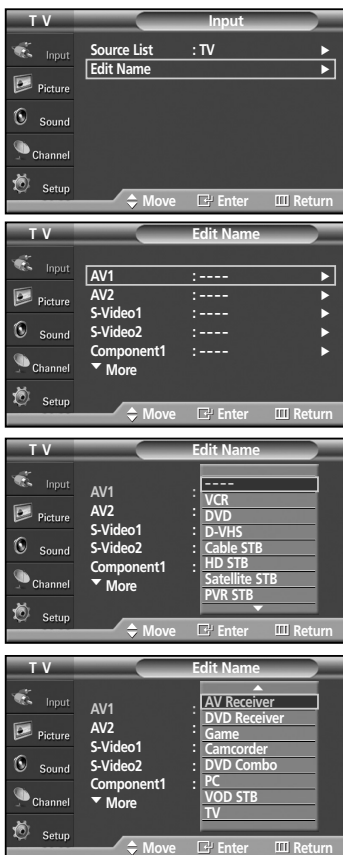 T V Input
Input Source List : TV ►
Edit Name ►
Picture
Sound
Channel
Setup
Move Enter Return
T V Edit Name
Input
AV1 : ---- ►
Picture AV2 : ---- ►
S-Video1 : ---- ►
Sound S-Video2 : ---- ►
Component1 : ---- ►
Channel ▼ More
Setup
Move Enter Return
T V Edit Name
Input AV1 : ----
VCR
Picture AV2 : DVD
S-Video1 : D-VHS
Sound S-Video2 : Cable STB
Component1 : HD STB
Channel ▼ More Satellite STB
PVR STB
Setup ▼
Move Enter Return
T V Edit Name
▲
Input AV1 : AV Receiver
DVD Receiver
Picture AV2 : Game
S-Video1 : Camcorder
Sound S-Video2 : DVD Combo
Component1 : PC
Channel ▼ More VOD STB
TV
Setup
Move Enter Return